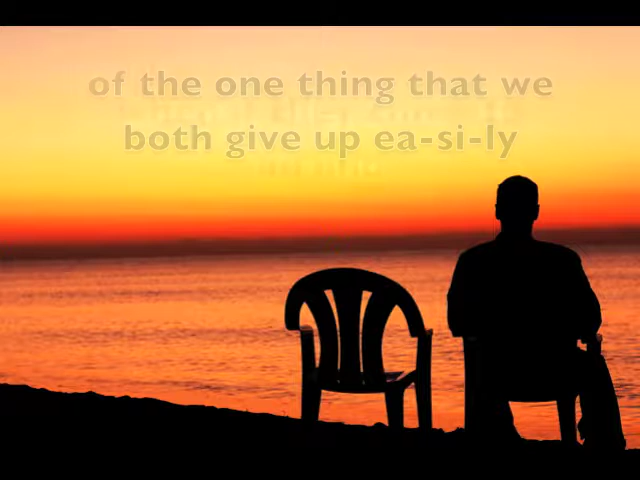 of the one thing that we
both give up ea-si-ly